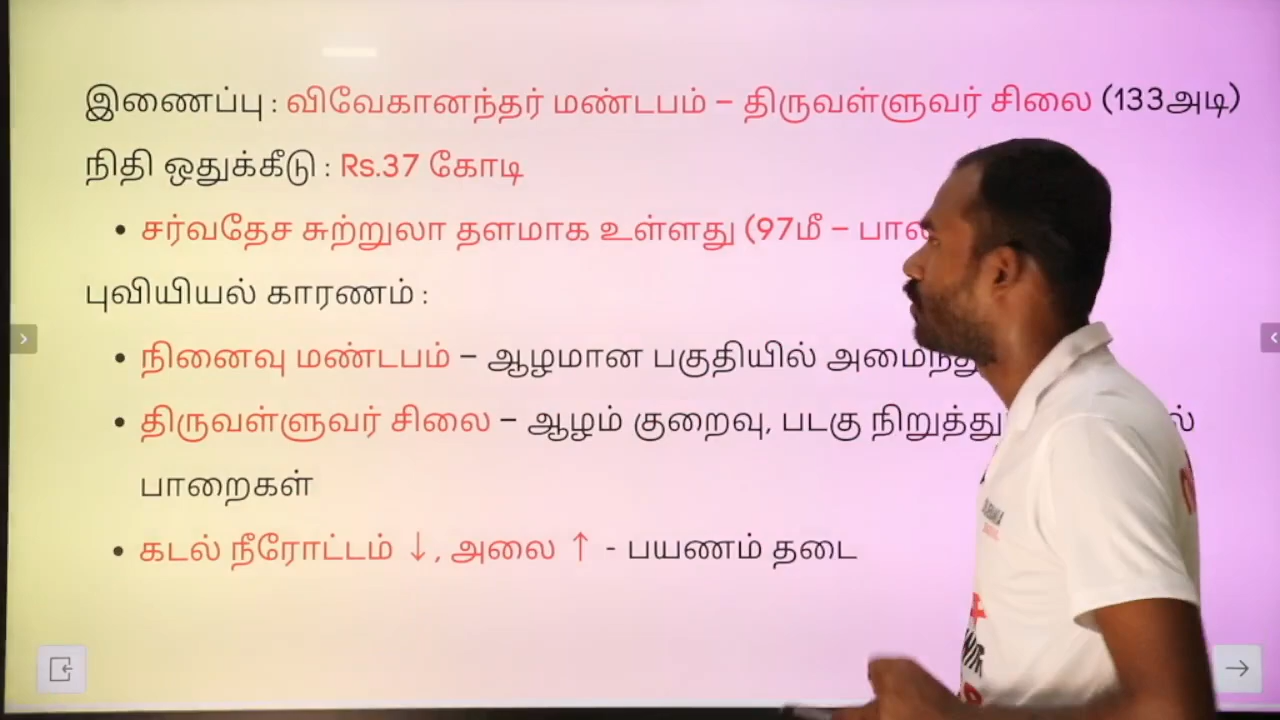 இணைப்பு : விவேகானந்தர் மண்டபம் – திருவள்ளுவர் சிலை (133அடி)
நிதி ஒதுக்கீடு : Rs.37 கோடி
• சர்வதேச சுற்றுலா தளமாக உள்ளது (97மீ –
புவியியல் காரணம் :
• நினைவு மண்டபம் – ஆழமான பகுதியில்
• திருவள்ளுவர் சிலை – ஆழம் குறைவு, படகு
பாறைகள்
• கடல் நீரோட்டம் ↓, அலை ↑ - பயணம் தடை